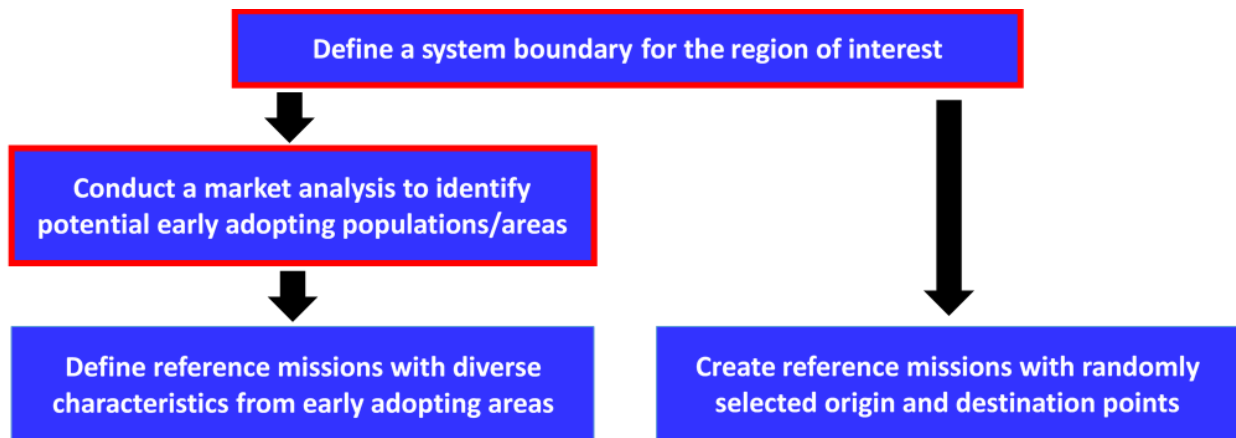 Define a system boundary for the region of interest
Conduct a market analysis to identify
potential early adopting populations/areas
Define reference missions with diverse
characteristics from early adopting areas
Create reference missions with randomly
selected origin and destination points